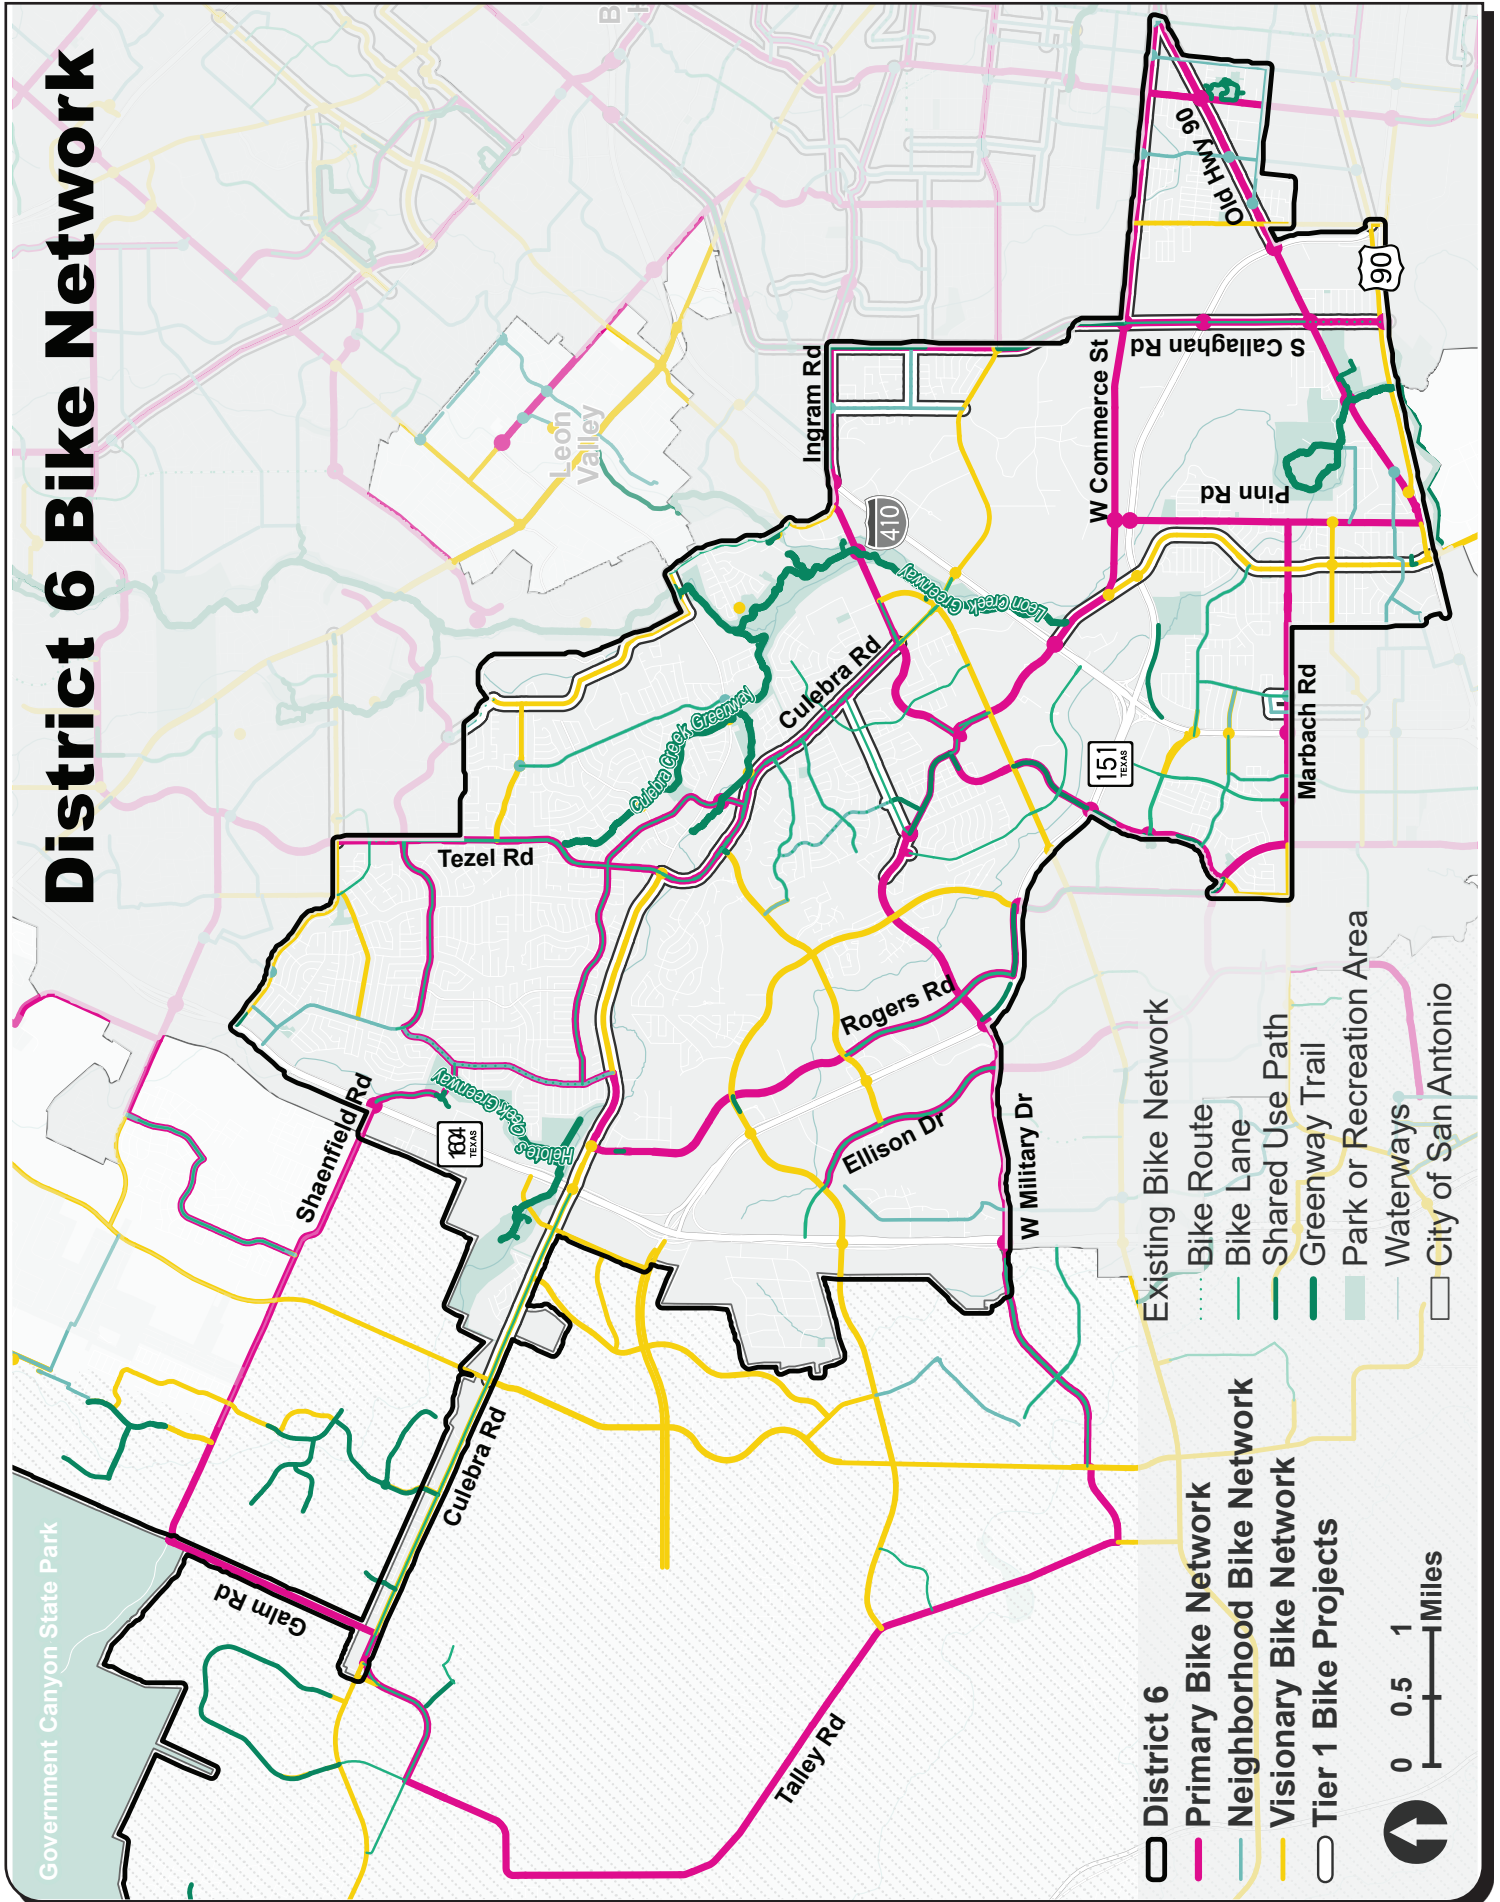 District 6 Bike Network
Government Canyon State Park
Galm Rd
Culebra Rd
Shaenfield Rd
1604
TEXAS
Helotes Creek Greenway
Tezel Rd
Culebra Creek Greenway
Culebra Rd
Leon
Valley
Ingram Rd
410
Leon Creek Greenway
W Commerce St
S Callaghan Rd
Old Hwy 90
90
Pinn Rd
Marbach Rd
151
TEXAS
Rogers Rd
Ellison Dr
W Military Dr
Talley Rd
District 6
Primary Bike Network
Neighborhood Bike Network
Visionary Bike Network
Tier 1 Bike Projects
0 0.5 1
Miles
Existing Bike Network
Bike Route
Bike Lane
Shared Use Path
Greenway Trail
Park or Recreation Area
Waterways
City of San Antonio